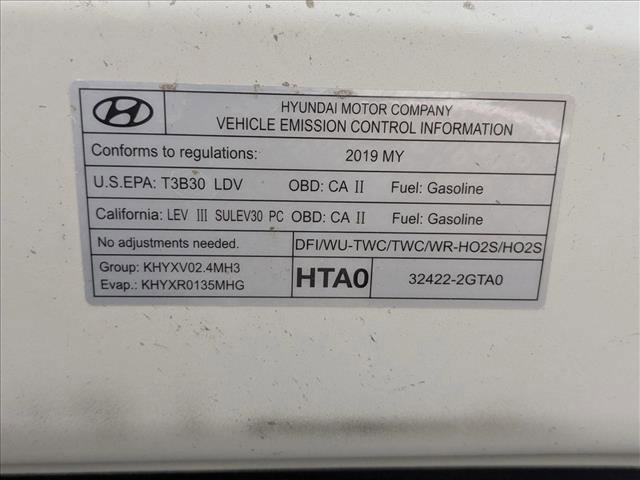 HYUNDAI MOTOR COMPANY
VEHICLE EMISSION CONTROL INFORMATION
Conforms to regulations: 2019 MY
U.S.EPA: T3B30 LDV OBD: CA II Fuel: Gasoline
California: LEV III SULEV30 PC OBD: CA II Fuel: Gasoline
No adjustments needed. DFI/WU-TWC/TWC/WR-HO2S/HO2S
Group: KHYXV02.4MH3
Evap.: KHYXR0135MHG
HTA0 32422-2GTA0